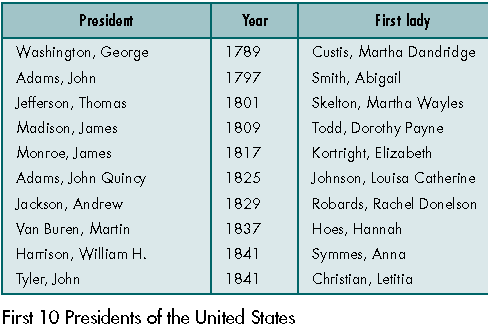 President Year First lady
Washington, George 1789 Custis, Martha Dandridge
Adams, John 1797 Smith, Abigail
Jefferson, Thomas 1801 Skelton, Martha Wayles
Madison, James 1809 Todd, Dorothy Payne
Monroe, James 1817 Kortright, Elizabeth
Adams, John Quincy 1825 Johnson, Louisa Catherine
Jackson, Andrew 1829 Robards, Rachel Donelson
Van Buren, Martin 1837 Hoes, Hannah
Harrison, William H. 1841 Symmes, Anna
Tyler, John 1841 Christian, Letitia
First 10 Presidents of the United States